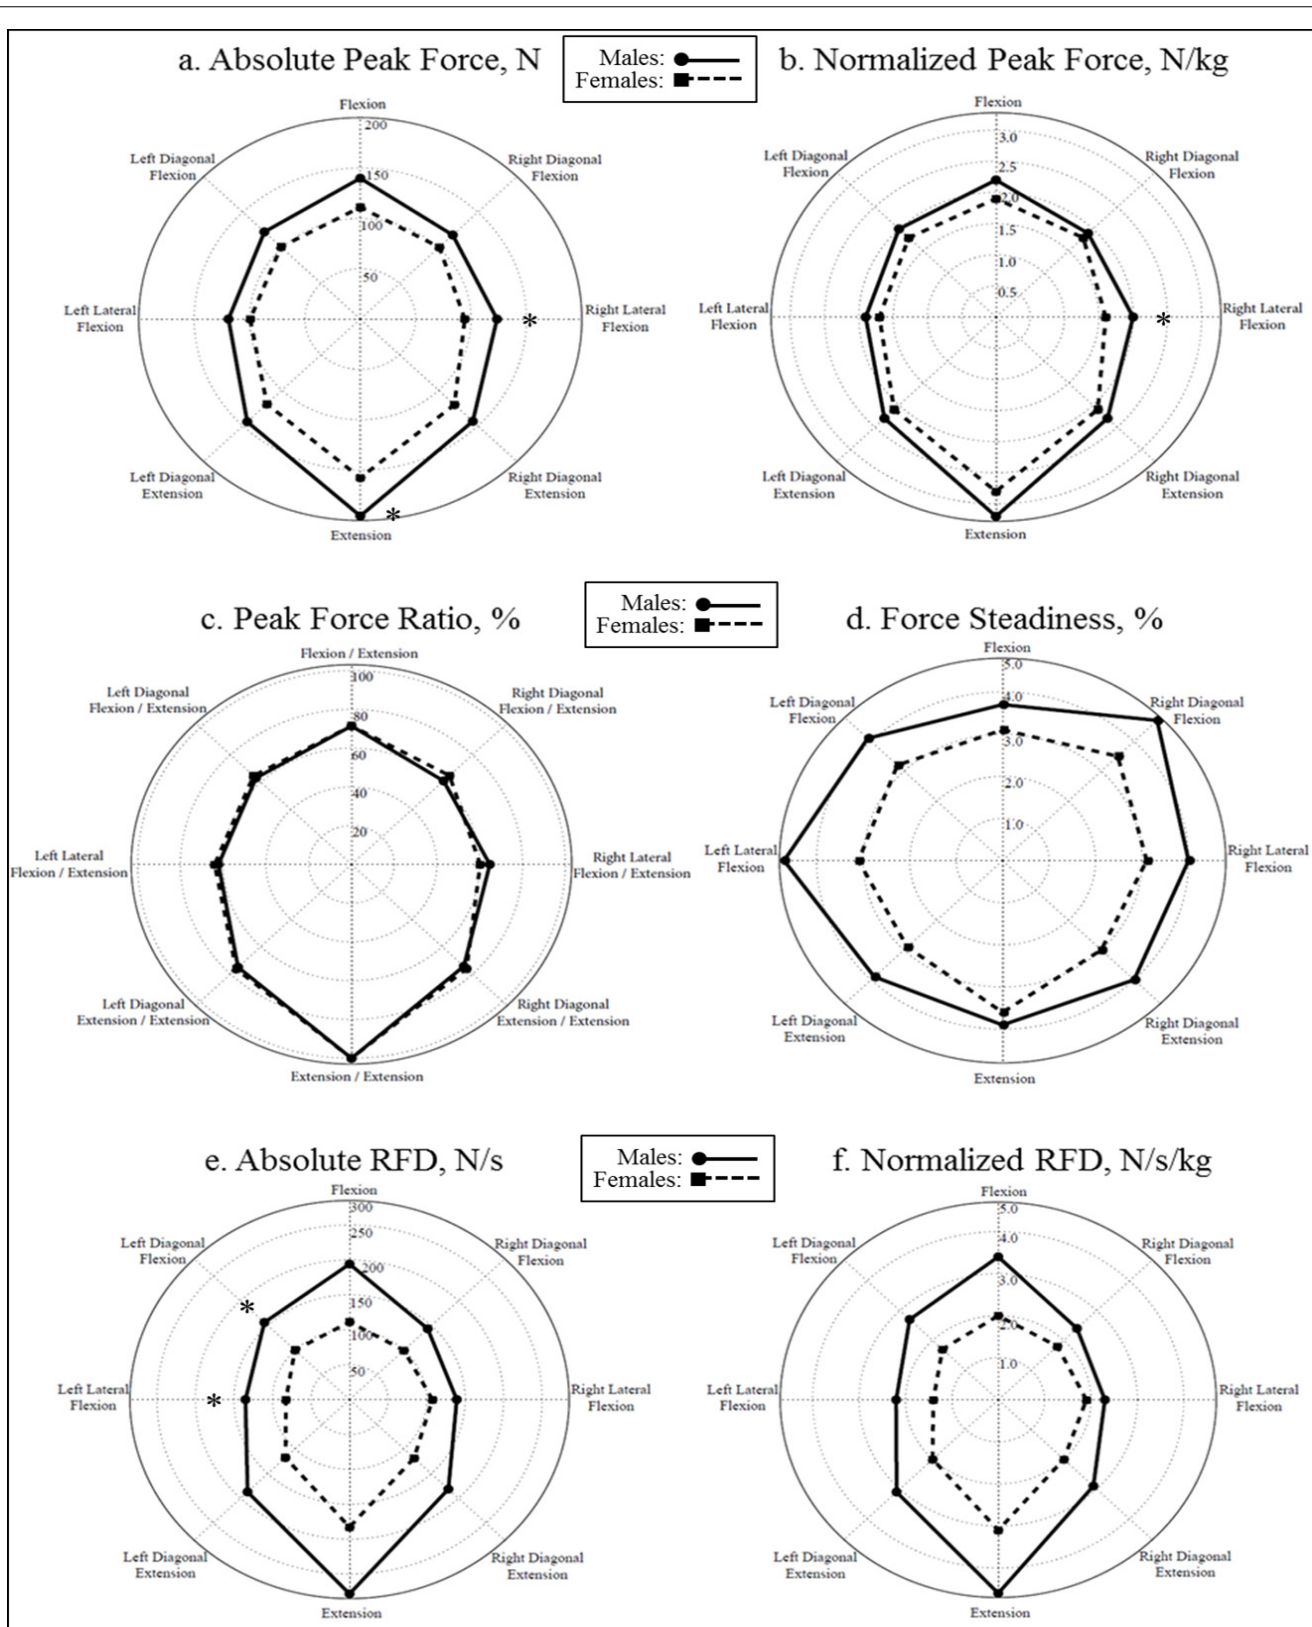 a. Absolute Peak Force, N
Males:
Females:
b. Normalized Peak Force, N/kg
Flexion
200
150
100
50
Left Diagonal
Flexion
Right Diagonal
Flexion
Left Lateral
Flexion
Right Lateral
Flexion
*
Left Diagonal
Extension
Right Diagonal
Extension
*
Extension
Flexion
3.0
2.5
2.0
1.5
1.0
0.5
Left Diagonal
Flexion
Right Diagonal
Flexion
Left Lateral
Flexion
Right Lateral
Flexion
*
Left Diagonal
Extension
Right Diagonal
Extension
Extension
c. Peak Force Ratio, %
Males:
Females:
d. Force Steadiness, %
Flexion / Extension
100
80
60
40
20
Left Diagonal
Flexion / Extension
Right Diagonal
Flexion / Extension
Left Lateral
Flexion / Extension
Right Lateral
Flexion / Extension
Left Diagonal
Extension / Extension
Right Diagonal
Extension / Extension
Extension / Extension
Flexion
5.0
4.0
3.0
2.0
1.0
Left Diagonal
Flexion
Right Diagonal
Flexion
Left Lateral
Flexion
Right Lateral
Flexion
Left Diagonal
Extension
Right Diagonal
Extension
Extension
e. Absolute RFD, N/s
Males:
Females:
f. Normalized RFD, N/s/kg
Flexion
300
250
200
150
100
50
Left Diagonal
Flexion
Right Diagonal
Flexion
*
Left Lateral
Flexion
*
Right Lateral
Flexion
Left Diagonal
Extension
Right Diagonal
Extension
Extension
Flexion
5.0
4.0
3.0
2.0
1.0
Left Diagonal
Flexion
Right Diagonal
Flexion
Left Lateral
Flexion
Right Lateral
Flexion
Left Diagonal
Extension
Right Diagonal
Extension
Extension